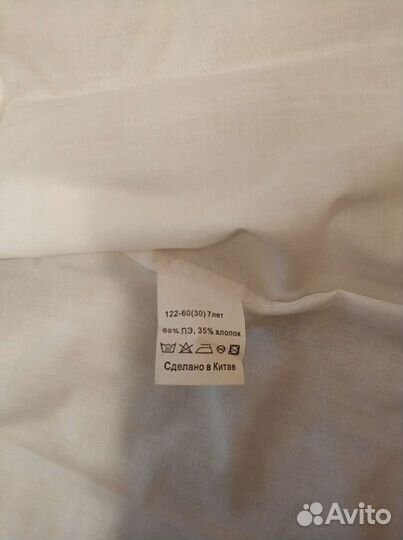 122-60(30) 7лет
65% ПЭ, 35% хлопок
Сделано в Китае
Avito